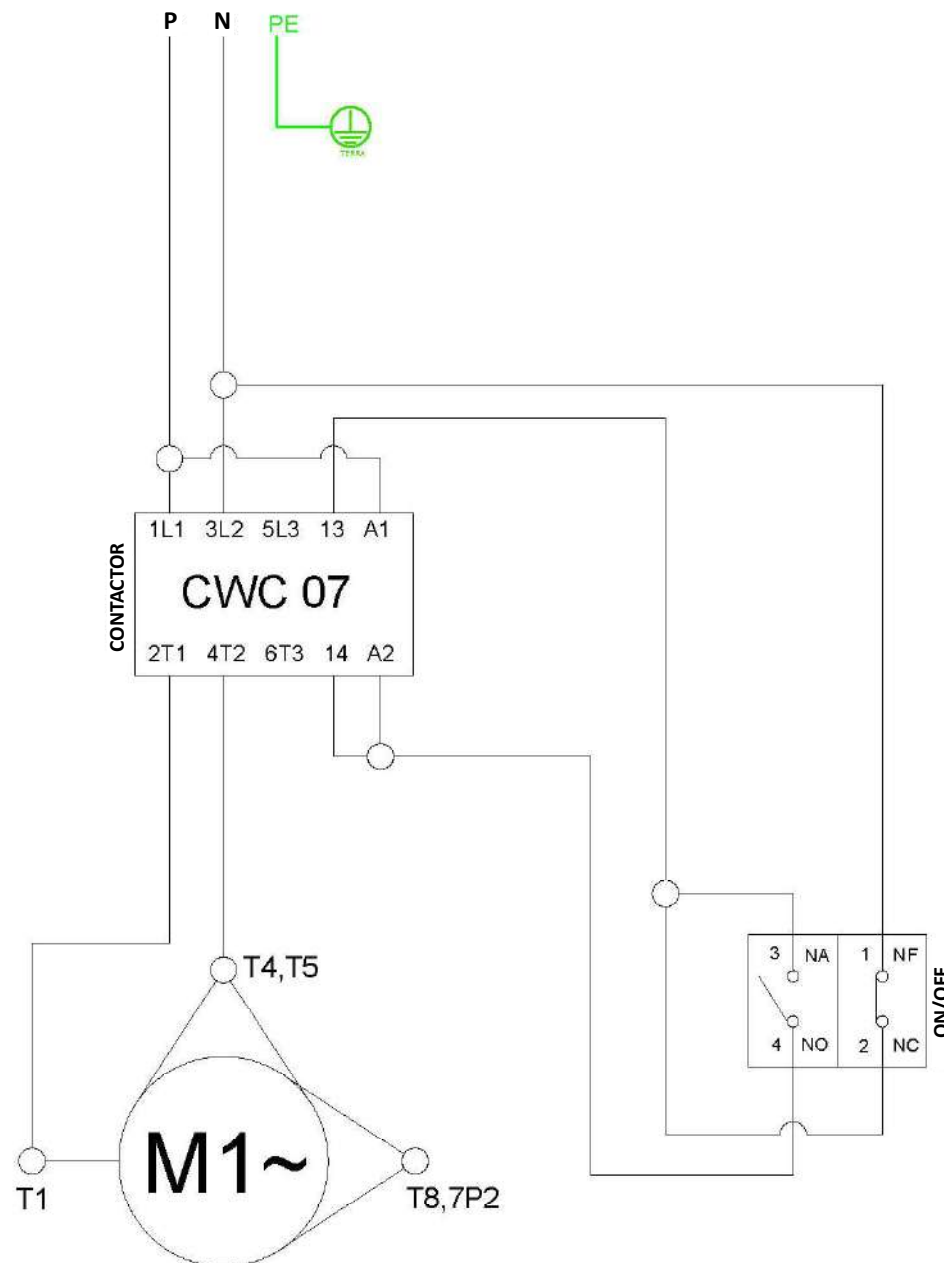 P N PE
TERRA
1L1 3L2 5L3 13 A1
CONTACTOR
CWC 07
2T1 4T2 6T3 14 A2
3 NA 1 NF
4 NO 2 NC
ON/OFF
T4,T5
M1~
T1
T8,7P2